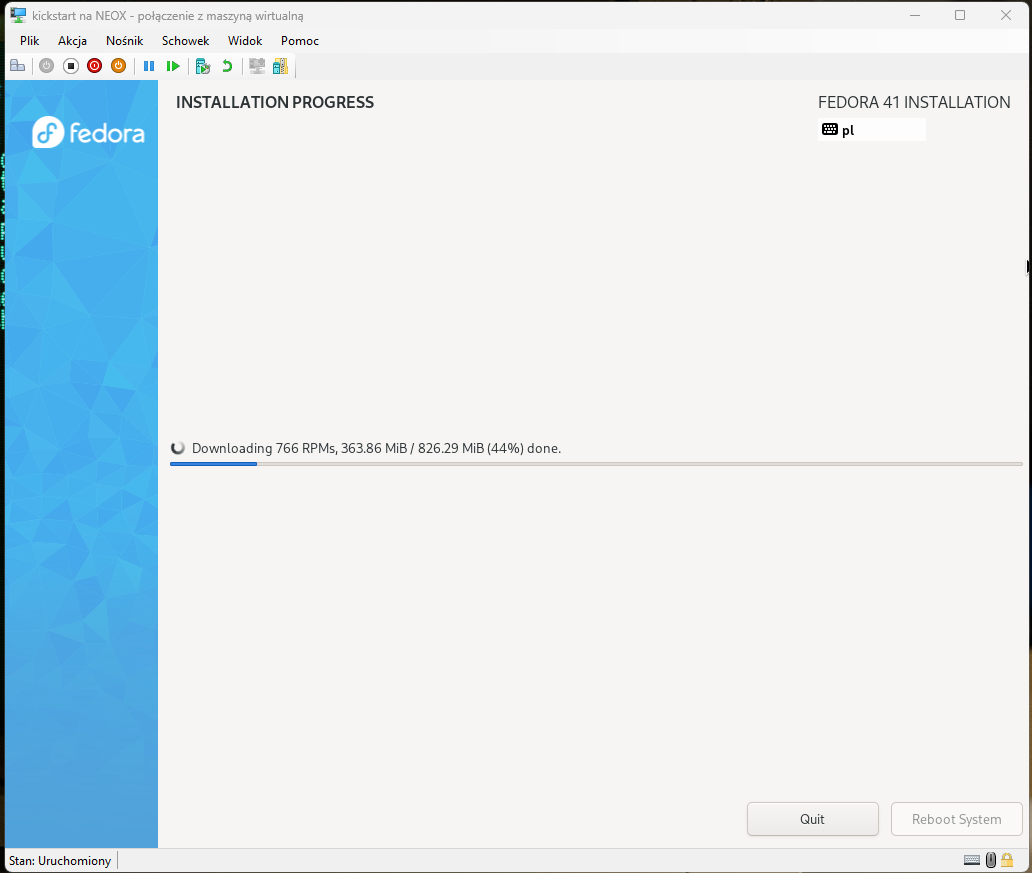 kickstart na NEOX - połączenie z maszyną wirtualną
Plik Akcja Nośnik Schowek Widok Pomoc
fedora
INSTALLATION PROGRESS
FEDORA 41 INSTALLATION
pl
Downloading 766 RPMs, 363.86 MiB / 826.29 MiB (44%) done.
Quit
Reboot System
Stan: Uruchomiony